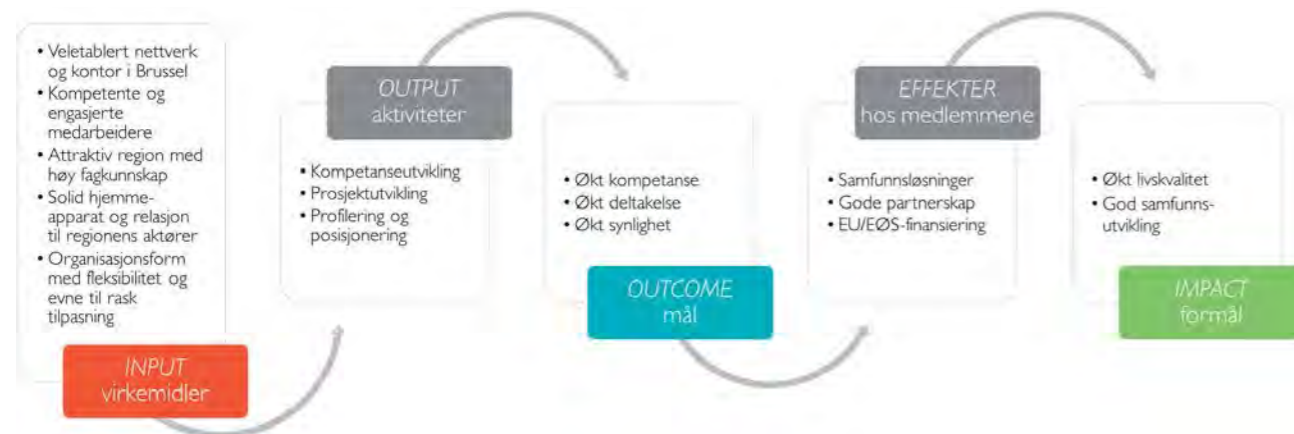 • Veletablert nettverk
og kontor i Brussel
• Kompetente og
engasjerte
medarbeidere
• Attraktiv region med
høy fagkunnskap
• Solid hjemme-
apparat og relasjon
til regionens aktører
• Organisasjonsform
med fleksibilitet og
evne til rask
tilpasning
INPUT
virkemidler
OUTPUT
aktiviteter
• Kompetanseutvikling
• Prosjektutvikling
• Profilering og
posisjonering
• Økt kompetanse
• Økt deltakelse
• Økt synlighet
OUTCOME
mål
EFFEKTER
hos medlemmene
• Samfunnsløsninger
• Gode partnerskap
• EU/EØS-finansiering
• Økt livskvalitet
• God samfunns-
utvikling
IMPACT
formål